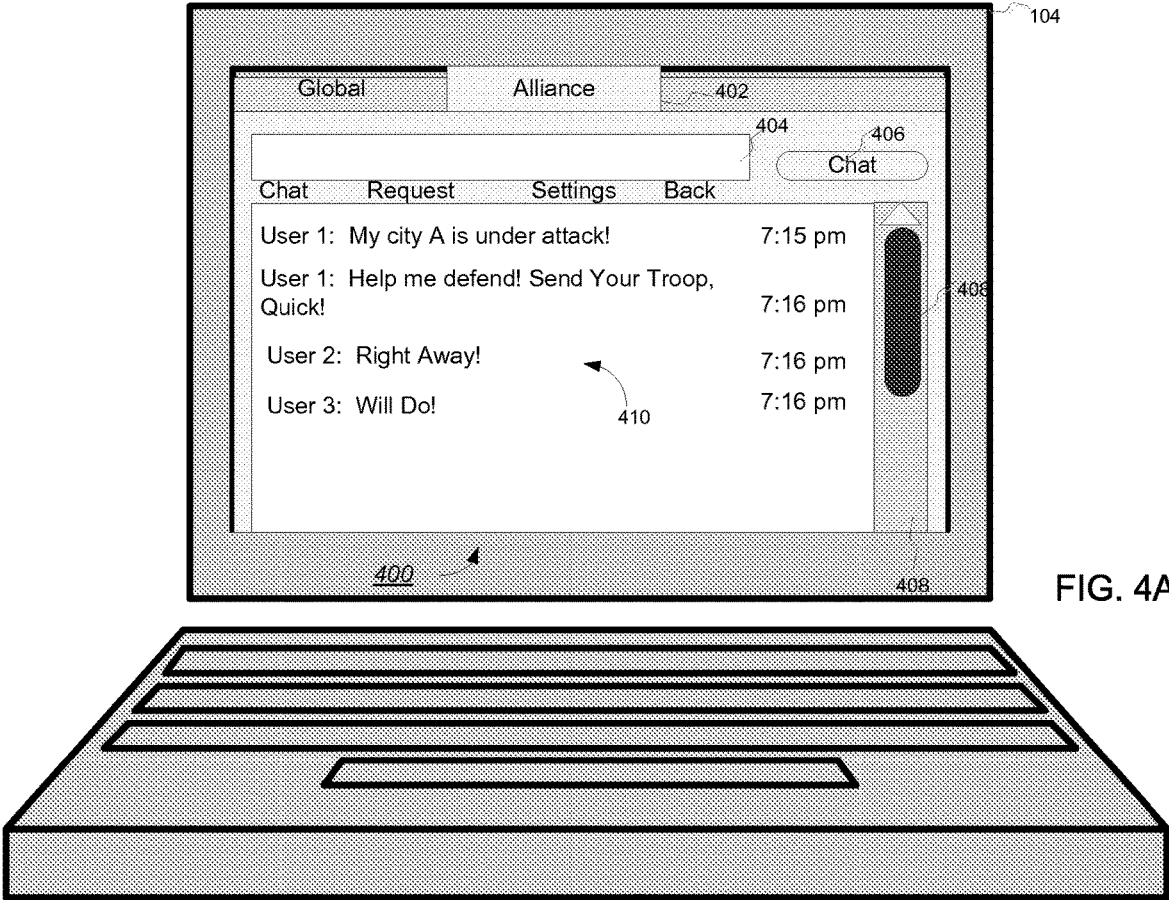 104
Global Alliance
402
404
406
Chat
Chat Request Settings Back
User 1: My city A is under attack! 7:15 pm
User 1: Help me defend! Send Your Troop,
Quick! 7:16 pm
408
User 2: Right Away! 7:16 pm
User 3: Will Do! 7:16 pm
410
400
408
FIG. 4A